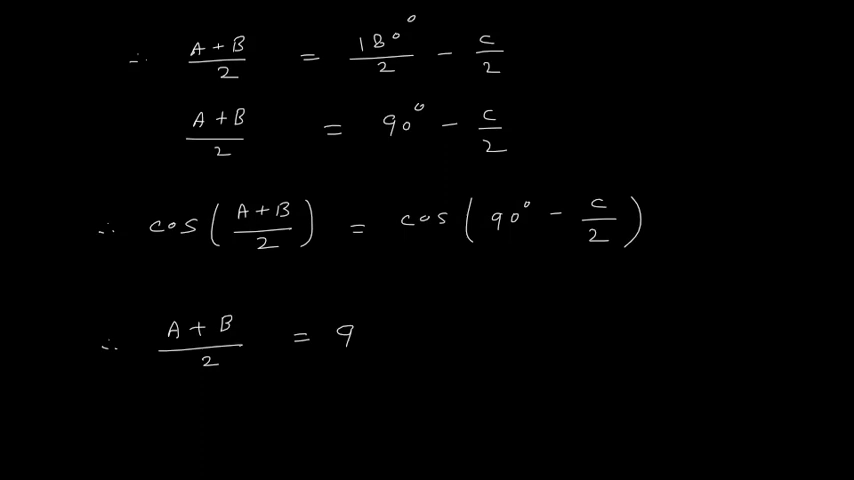 ∴ A + B / 2 = 180° / 2 - C / 2
A + B / 2 = 90° - C / 2
∴ cos ( A + B / 2 ) = cos ( 90° - C / 2 )
∴ A + B / 2 = 9